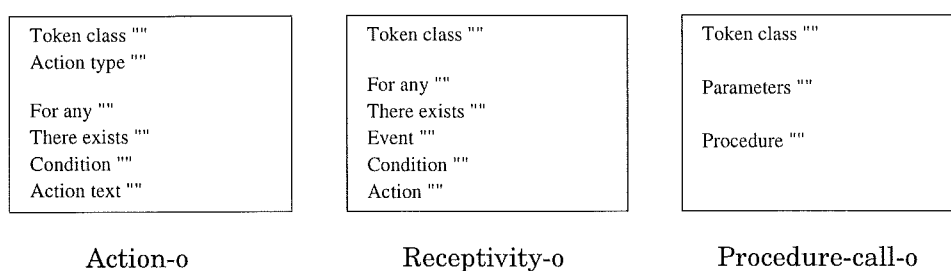 Token class ""
Action type ""
For any ""
There exists ""
Condition ""
Action text ""
Action-o
Token class ""
For any ""
There exists ""
Event ""
Condition ""
Action ""
Receptivity-o
Token class ""
Parameters ""
Procedure ""
Procedure-call-o